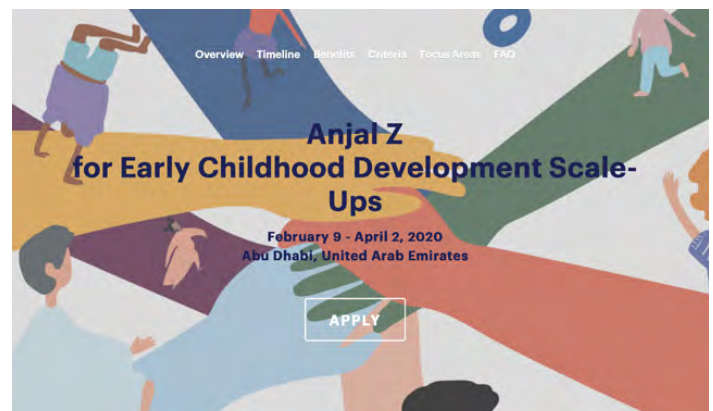 Overview Timeline Benefits Criteria Focus Areas FAQ
Anjal Z
for Early Childhood Development Scale-
Ups
February 9 - April 2, 2020
Abu Dhabi, United Arab Emirates
APPLY